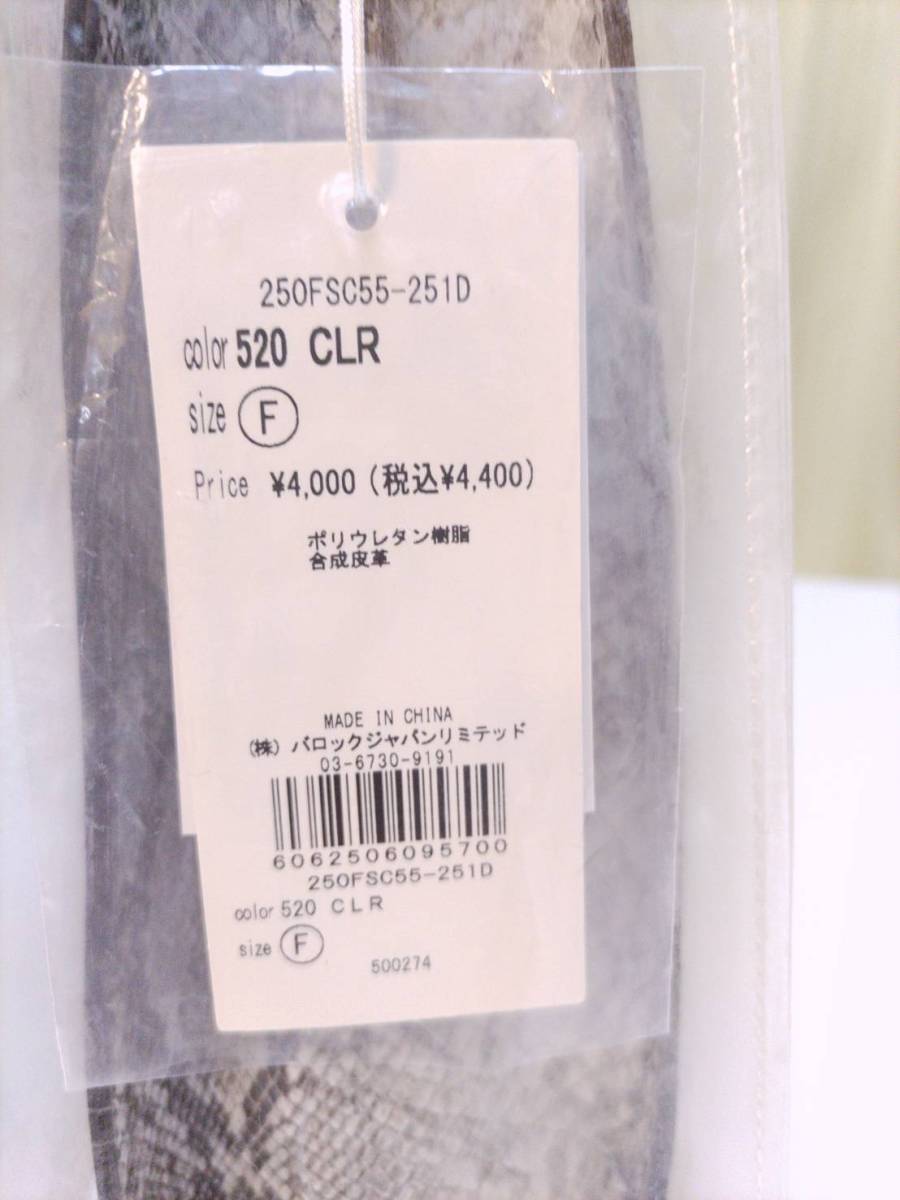 250FSC55-251D
color 520 CLR
size F
Price ¥4,000 (税込¥4,400)
ポリウレタン樹脂
合成皮革
MADE IN CHINA
(株) バロックジャパンリミテッド
03-6730-9191
6062506095700
250FSC55-251D
color 520 CLR
size F
500274